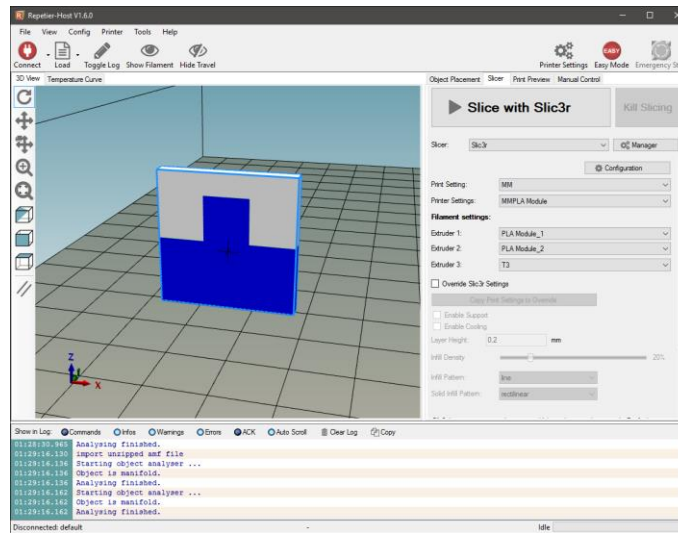 Repetier-Host V1.6.0
File View Config Printer Tools Help
Connect Load Toggle Log Show Filament Hide Travel Printer Settings Easy Mode Emergency St
EASY
3D View Temperature Curve Object Placement Slicer Print Preview Manual Control
Slice with Slic3r Kill Slicing
Slicer: Slic3r Manager
Configuration
Print Setting: MM
Printer Settings: MMPLA Module
Filament settings:
Extruder 1: PLA Module_1
Extruder 2: PLA Module_2
Extruder 3: T3
Override Slic3r Settings
Copy Print Settings to Override
Enable Support
Enable Cooling
Layer Height: 0.2 mm
Infill Density 20%
Infill Pattern: line
Solid Infill Pattern: rectilinear
Z
X
Show in Log: Commands Infos Warnings Errors ACK Auto Scroll Clear Log Copy
01:28:30.965 Analysing finished.
01:29:16.130 import unzipped amf file
01:29:16.136 Starting object analyser ...
01:29:16.136 Object is manifold.
01:29:16.136 Analysing finished.
01:29:16.162 Starting object analyser ...
01:29:16.162 Object is manifold.
01:29:16.162 Analysing finished.
Disconnected: default - Idle